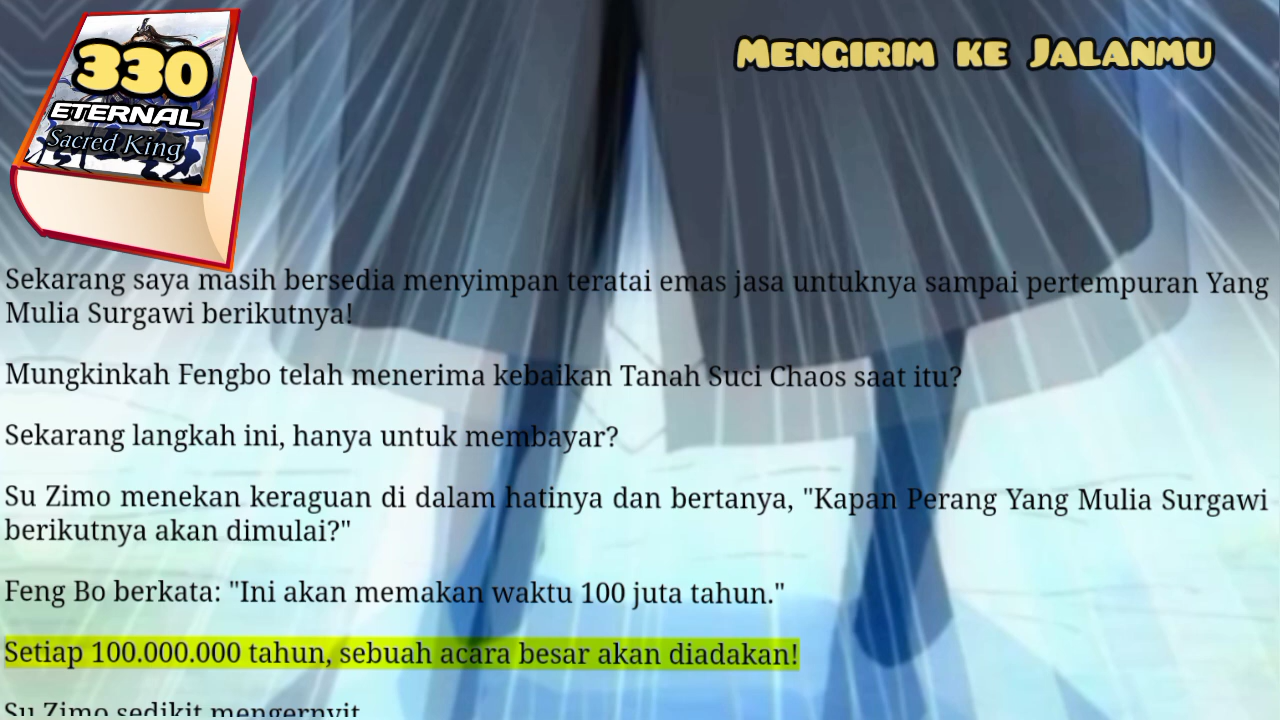 330
ETERNAL
Sacred King
Mengirim ke Jalanmu
Sekarang saya masih bersedia menyimpan teratai emas jasa untuknya sampai pertempuran Yang
Mulia Surgawi berikutnya!
Mungkinkah Fengbo telah menerima kebaikan Tanah Suci Chaos saat itu?
Sekarang langkah ini, hanya untuk membayar?
Su Zimo menekan keraguan di dalam hatinya dan bertanya, "Kapan Perang Yang Mulia Surgawi
berikutnya akan dimulai?"
Feng Bo berkata: "Ini akan memakan waktu 100 juta tahun."
Setiap 100.000.000 tahun, sebuah acara besar akan diadakan!
Su Zimo sedikit mengernyit